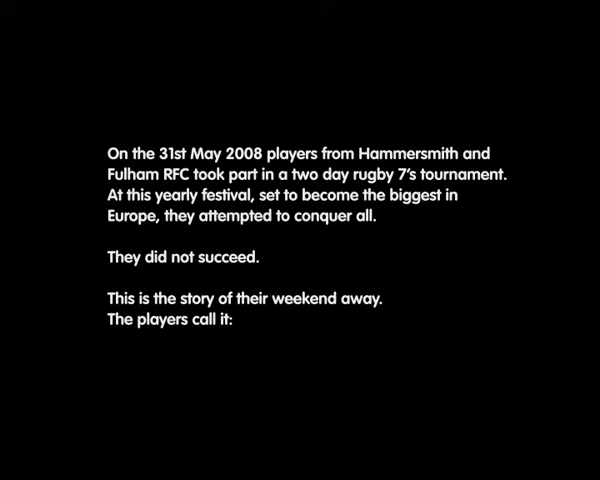 On the 31st May 2008 players from Hammersmith and
Fulham RFC took part in a two day rugby 7's tournament.
At this yearly festival, set to become the biggest in
Europe, they attempted to conquer all.
They did not succeed.
This is the story of their weekend away.
The players call it: